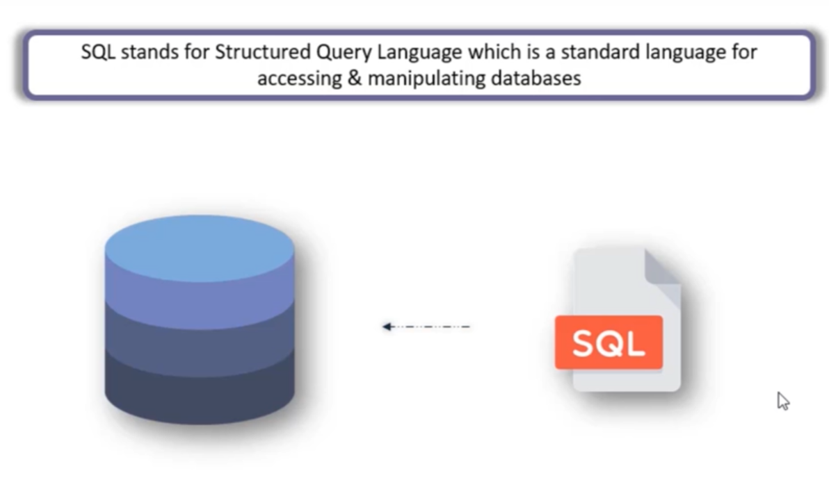 SQL stands for Structured Query Language which is a standard language for
accessing & manipulating databases
SQL